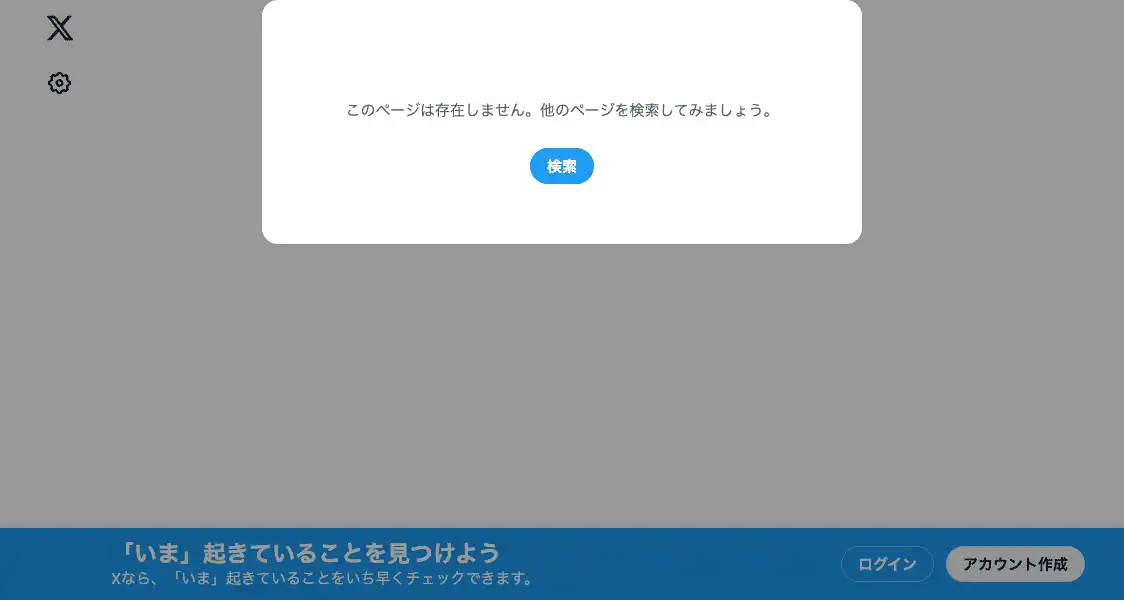 このページは存在しません。他のページを検索してみましょう。
検索
「いま」起きていることを見つけよう
Xなら、「いま」起きていることをいち早くチェックできます。
ログイン
アカウント作成